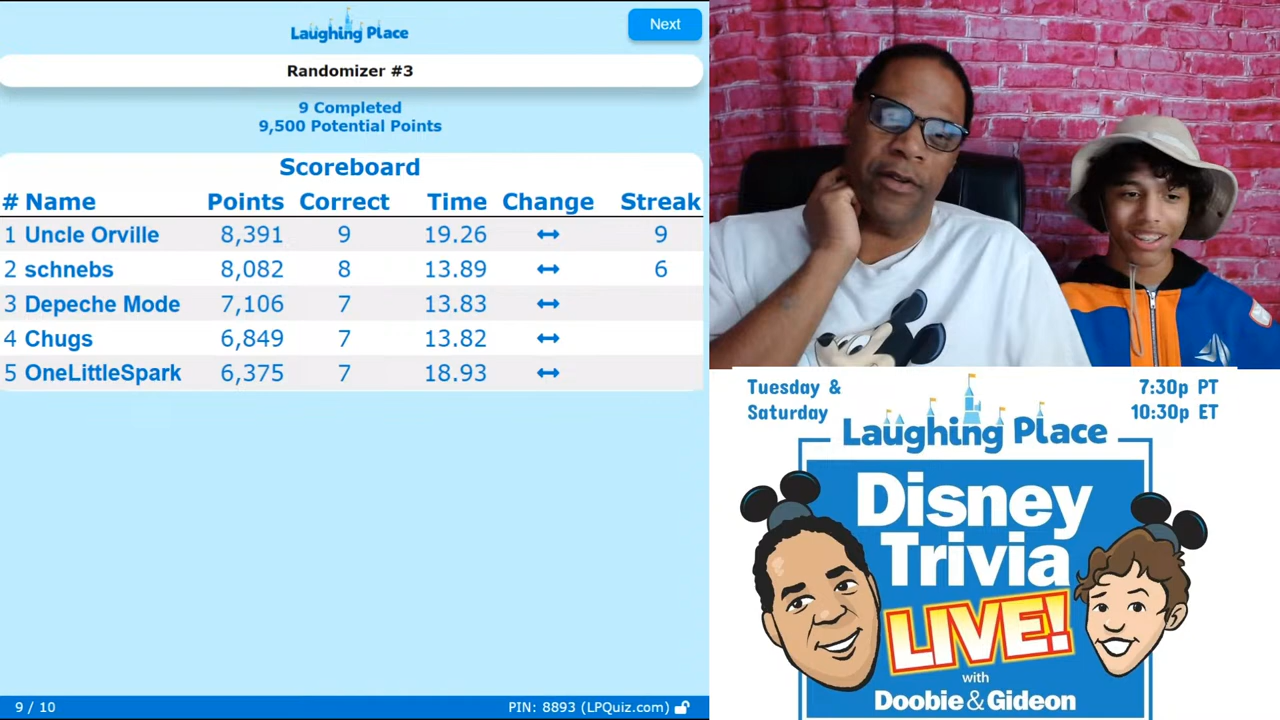 Laughing Place
Next
Randomizer #3
9 Completed
9,500 Potential Points
Scoreboard
# Name Points Correct Time Change Streak
1 Uncle Orville 8,391 9 19.26 9
2 schnebs 8,082 8 13.89 6
3 Depeche Mode 7,106 7 13.83
4 Chugs 6,849 7 13.82
5 OneLittleSpark 6,375 7 18.93
9 / 10
PIN: 8893 (LPQuiz.com)
Tuesday &
Saturday
7:30p PT
10:30p ET
Laughing Place
Disney
Trivia
LIVE!
with
Doobie & Gideon